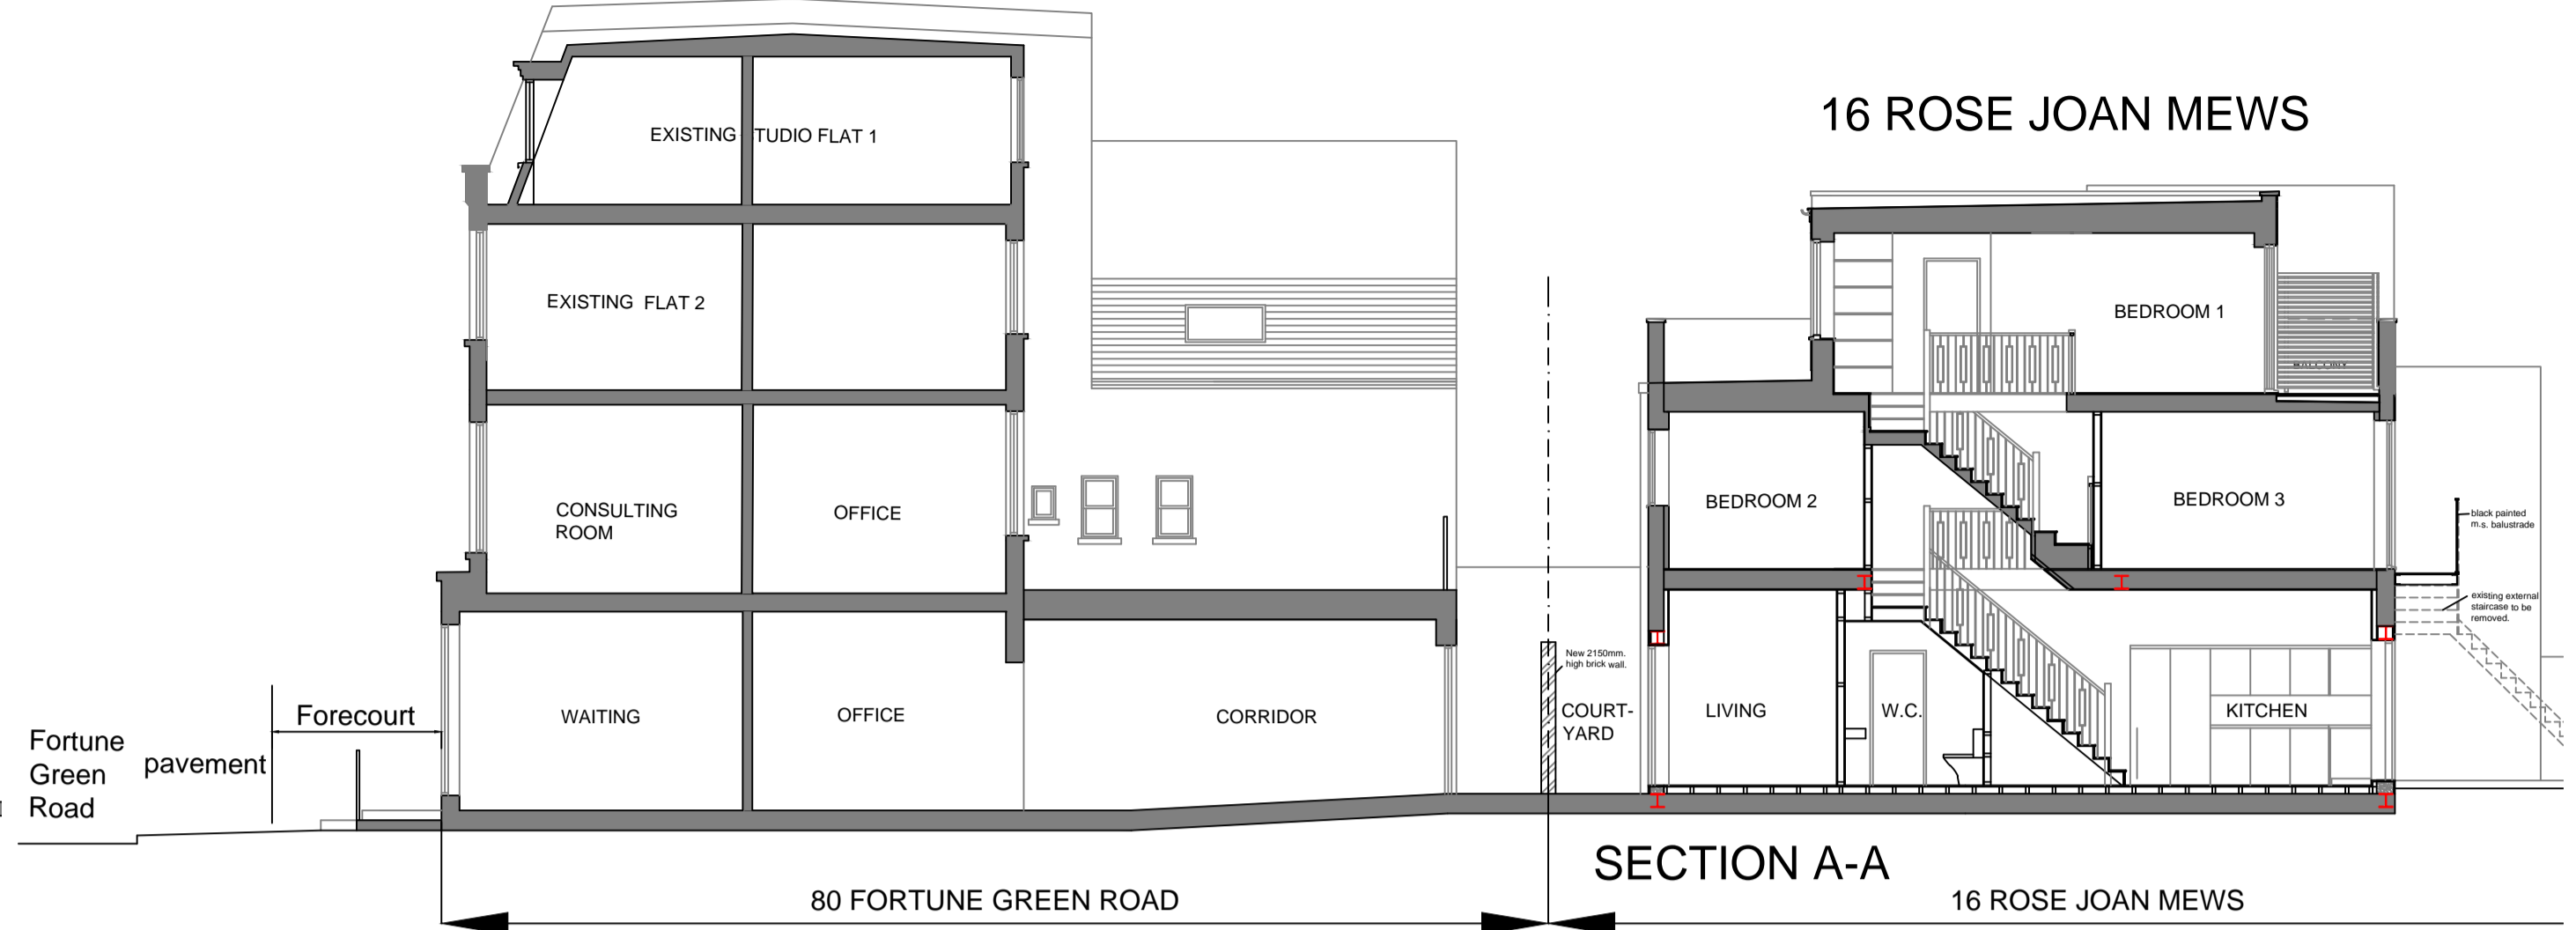 16 ROSE JOAN MEWS
EXISTING STUDIO FLAT 1
EXISTING FLAT 2
BEDROOM 1
BALCONY
CONSULTING
ROOM
OFFICE
BEDROOM 2
BEDROOM 3
black painted
m.s. balustrade
existing external
staircase to be
removed.
New 2150mm.
high brick wall.
WAITING
OFFICE
CORRIDOR
COURT-
YARD
LIVING
W.C.
KITCHEN
Forecourt
pavement
Fortune
Green
Road
SECTION A-A
80 FORTUNE GREEN ROAD
16 ROSE JOAN MEWS